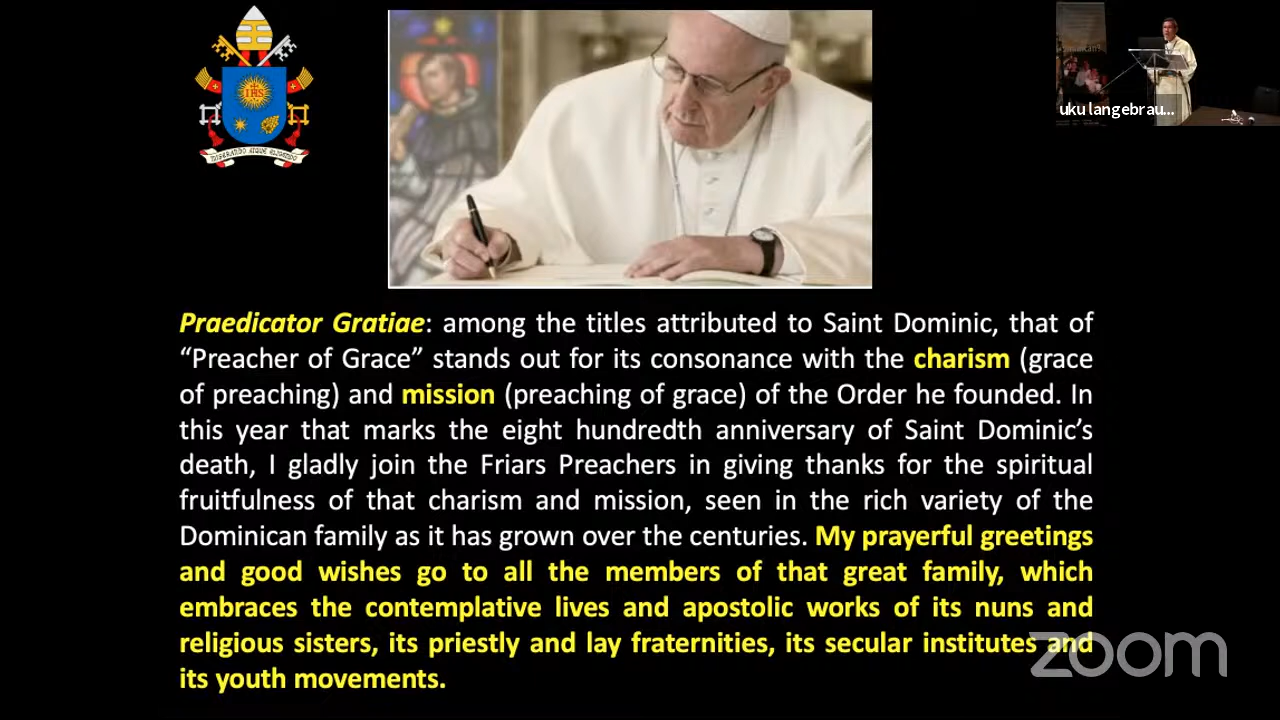 IHS
MISERANDO ATQUE ELIGENDO
uku langebrau...
Praedicator Gratiae: among the titles attributed to Saint Dominic, that of
“Preacher of Grace” stands out for its consonance with the charism (grace
of preaching) and mission (preaching of grace) of the Order he founded. In
this year that marks the eight hundredth anniversary of Saint Dominic’s
death, I gladly join the Friars Preachers in giving thanks for the spiritual
fruitfulness of that charism and mission, seen in the rich variety of the
Dominican family as it has grown over the centuries. My prayerful greetings
and good wishes go to all the members of that great family, which
embraces the contemplative lives and apostolic works of its nuns and
religious sisters, its priestly and lay fraternities, its secular institutes and
its youth movements.
zoom